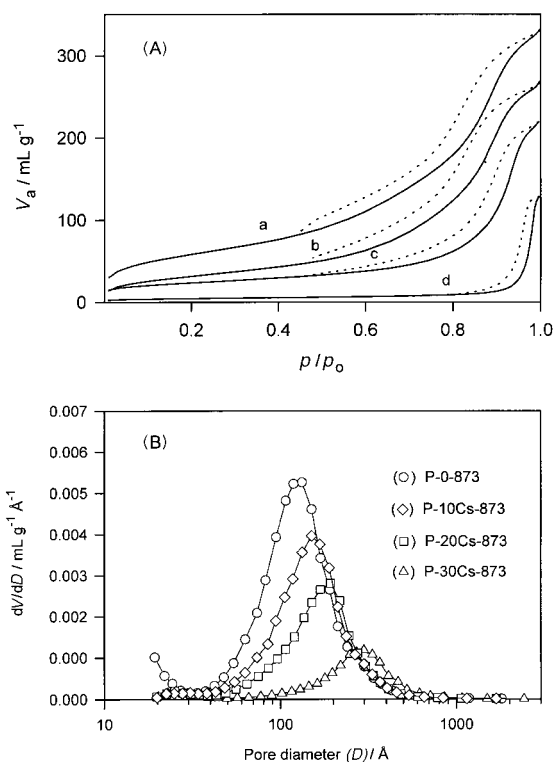 (A)
300
200
100
0
Vₐ / mL g⁻¹
a
b
c
d
0.2
0.4
0.6
0.8
1.0
p / pₒ
0.007
0.006
0.005
0.004
0.003
0.000
0.001
0.000
dV/dD / mL g⁻¹ Å⁻¹
(B)
(○) P-0-873
(◇) P-10Cs-873
(□) P-20Cs-873
(△) P-30Cs-873
10
100
1000
Pore diameter (D)/ Å